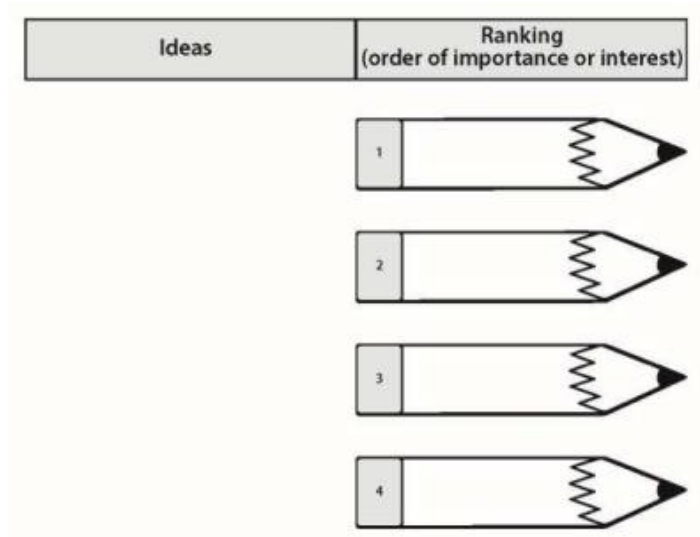 Ideas
Ranking
(order of importance or interest)
1
2
3
4